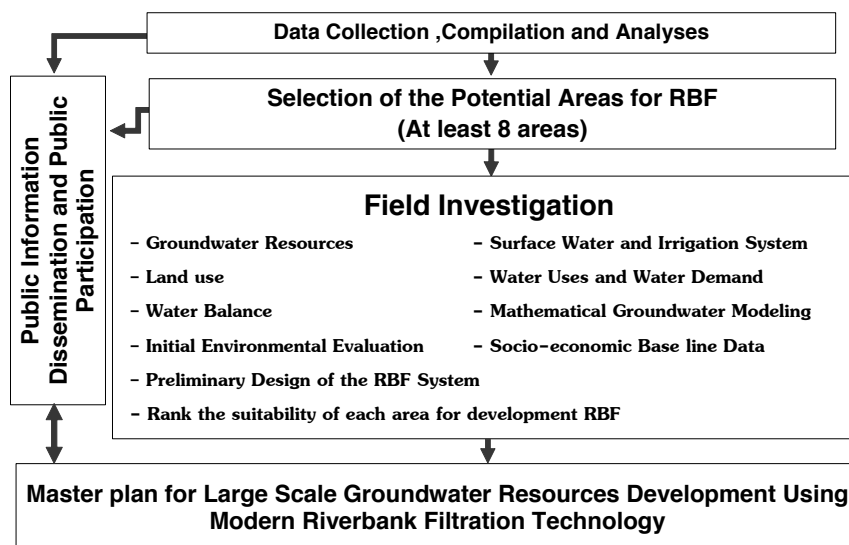 Data Collection ,Compilation and Analyses
Selection of the Potential Areas for RBF
(At least 8 areas)
Public Information
Dissemination and Public
Participation
Field Investigation
- Groundwater Resources
- Surface Water and Irrigation System
- Land use
- Water Uses and Water Demand
- Water Balance
- Mathematical Groundwater Modeling
- Initial Environmental Evaluation
- Socio-economic Base line Data
- Preliminary Design of the RBF System
- Rank the suitability of each area for development RBF
Master plan for Large Scale Groundwater Resources Development Using
Modern Riverbank Filtration Technology